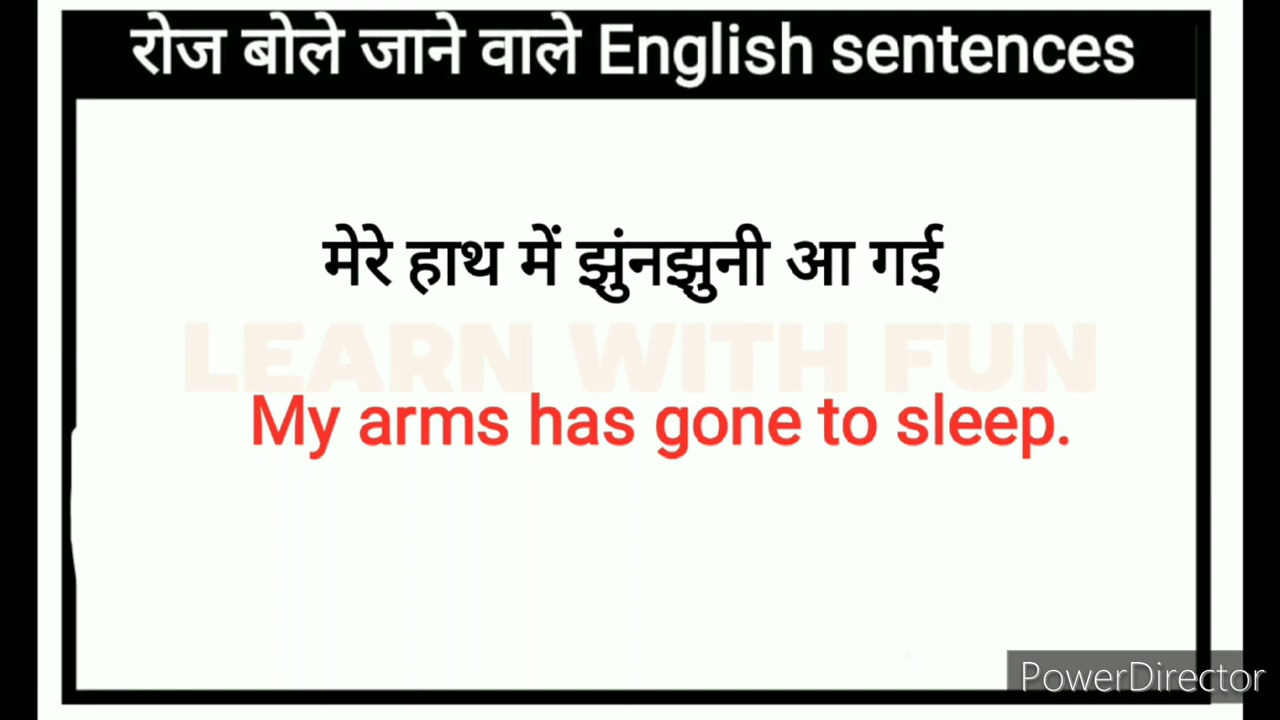 रोज बोले जाने वाले English sentences
मेरे हाथ में झुंनझुनी आ गई
LEARN WITH FUN
My arms has gone to sleep.
PowerDirector